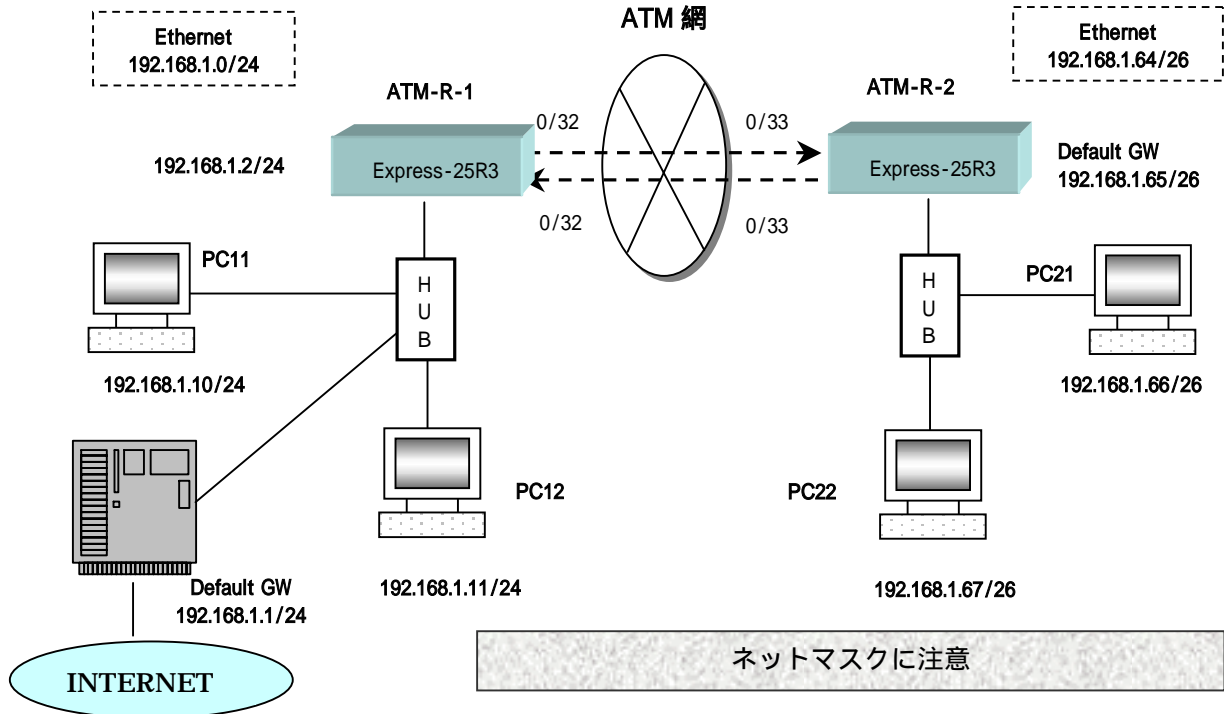 ATM 網
Ethernet
192.168.1.0/24
Ethernet
192.168.1.64/26
ATM-R-1
ATM-R-2
0/32
0/33
192.168.1.2/24
Express-25R3
Express-25R3
Default GW
192.168.1.65/26
0/32
0/33
PC11
HUB
HUB
PC21
192.168.1.10/24
192.168.1.66/26
PC12
PC22
Default GW
192.168.1.1/24
192.168.1.11/24
192.168.1.67/26
ネットマスクに注意
INTERNET